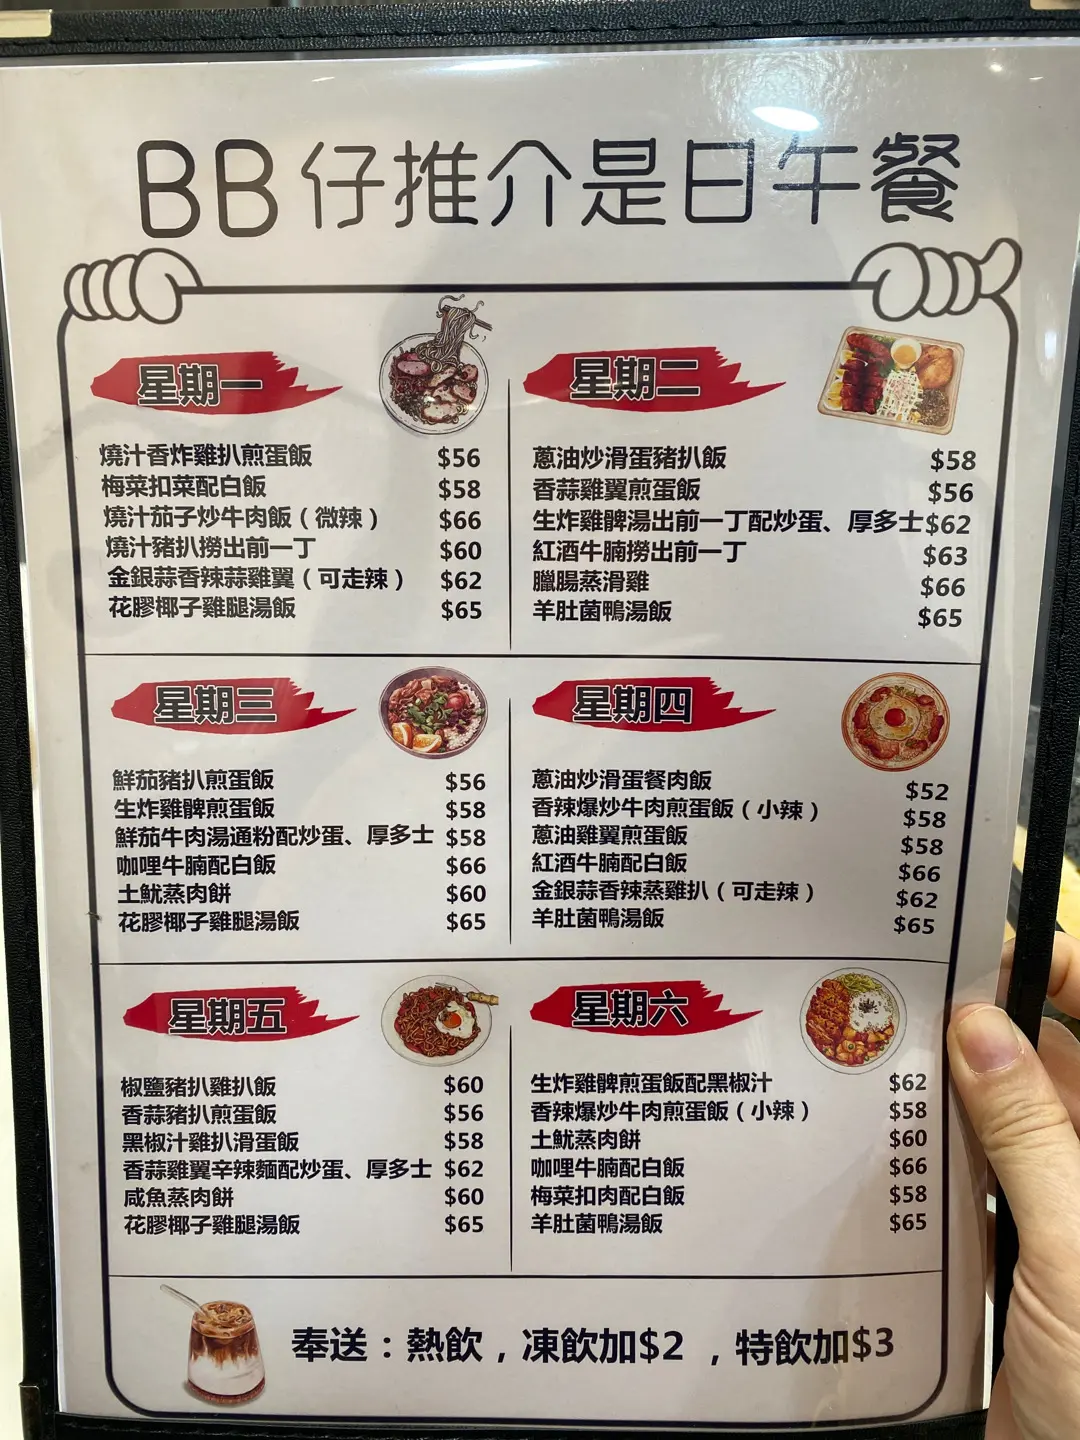 BB仔推介是日午餐
星期一
燒汁香炸雞扒煎蛋飯 $56
梅菜扣菜配白飯 $58
燒汁茄子炒牛肉飯(微辣) $66
燒汁豬扒撈出前一丁 $60
金銀蒜香辣蒜雞翼(可走辣) $62
花膠椰子雞腿湯飯 $65
星期二
蔥油炒滑蛋豬扒飯 $58
香蒜雞翼煎蛋飯 $56
生炸雞髀湯出前一丁配炒蛋、厚多士 $62
紅酒牛腩撈出前一丁 $63
臘腸蒸滑雞 $66
羊肚菌鴨湯飯 $65
星期三
鮮茄豬扒煎蛋飯 $56
生炸雞髀煎蛋飯 $58
鮮茄牛肉湯通粉配炒蛋、厚多士 $58
咖哩牛腩配白飯 $66
土魷蒸肉餅 $60
花膠椰子雞腿湯飯 $65
星期四
蔥油炒滑蛋餐肉飯 $52
香辣爆炒牛肉煎蛋飯(小辣) $58
蔥油雞翼煎蛋飯 $58
紅酒牛腩配白飯 $66
金銀蒜香辣蒸雞扒(可走辣) $62
羊肚菌鴨湯飯 $65
星期五
椒鹽豬扒雞扒飯 $60
香蒜豬扒煎蛋飯 $56
黑椒汁雞扒滑蛋飯 $58
香蒜雞翼辛辣麵配炒蛋、厚多士 $62
咸魚蒸肉餅 $60
花膠椰子雞腿湯飯 $65
星期六
生炸雞髀煎蛋飯配黑椒汁 $62
香辣爆炒牛肉煎蛋飯(小辣) $58
土魷蒸肉餅 $60
咖哩牛腩配白飯 $66
梅菜扣肉配白飯 $58
羊肚菌鴨湯飯 $65
奉送:熱飲,凍飲加$2,特飲加$3